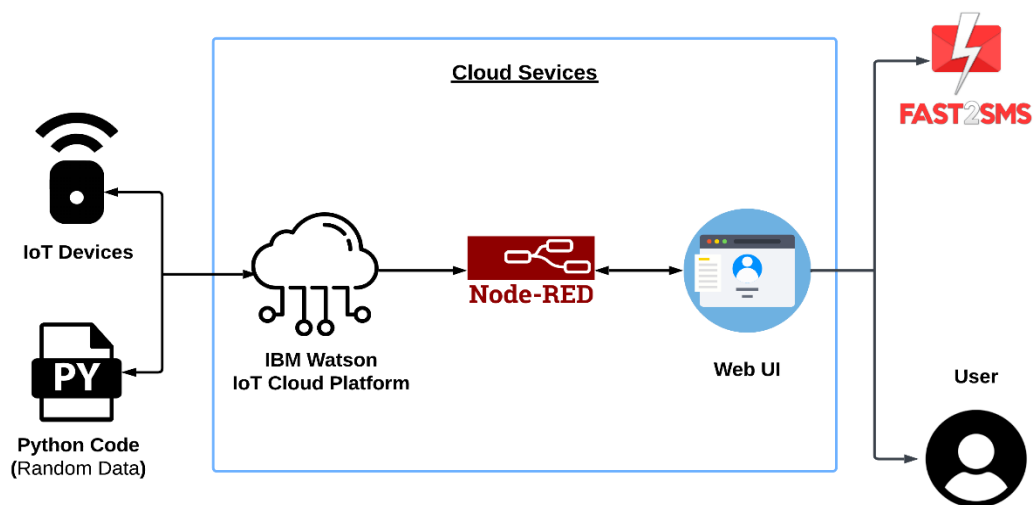 Cloud Sevices
FAST2SMS
IoT Devices
PY
Python Code
(Random Data)
IBM Watson
IoT Cloud Platform
Node-RED
Web UI
User